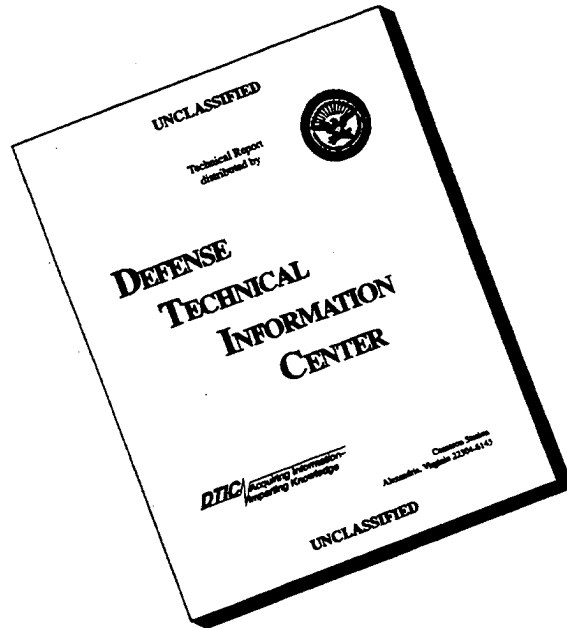 UNCLASSIFIED
Technical Report
distributed by
DEFENSE
TECHNICAL
INFORMATION
CENTER
DTIC
Acquiring Information-
Imparting Knowledge
Cameron Station
Alexandria, Virginia 22304-6145
UNCLASSIFIED